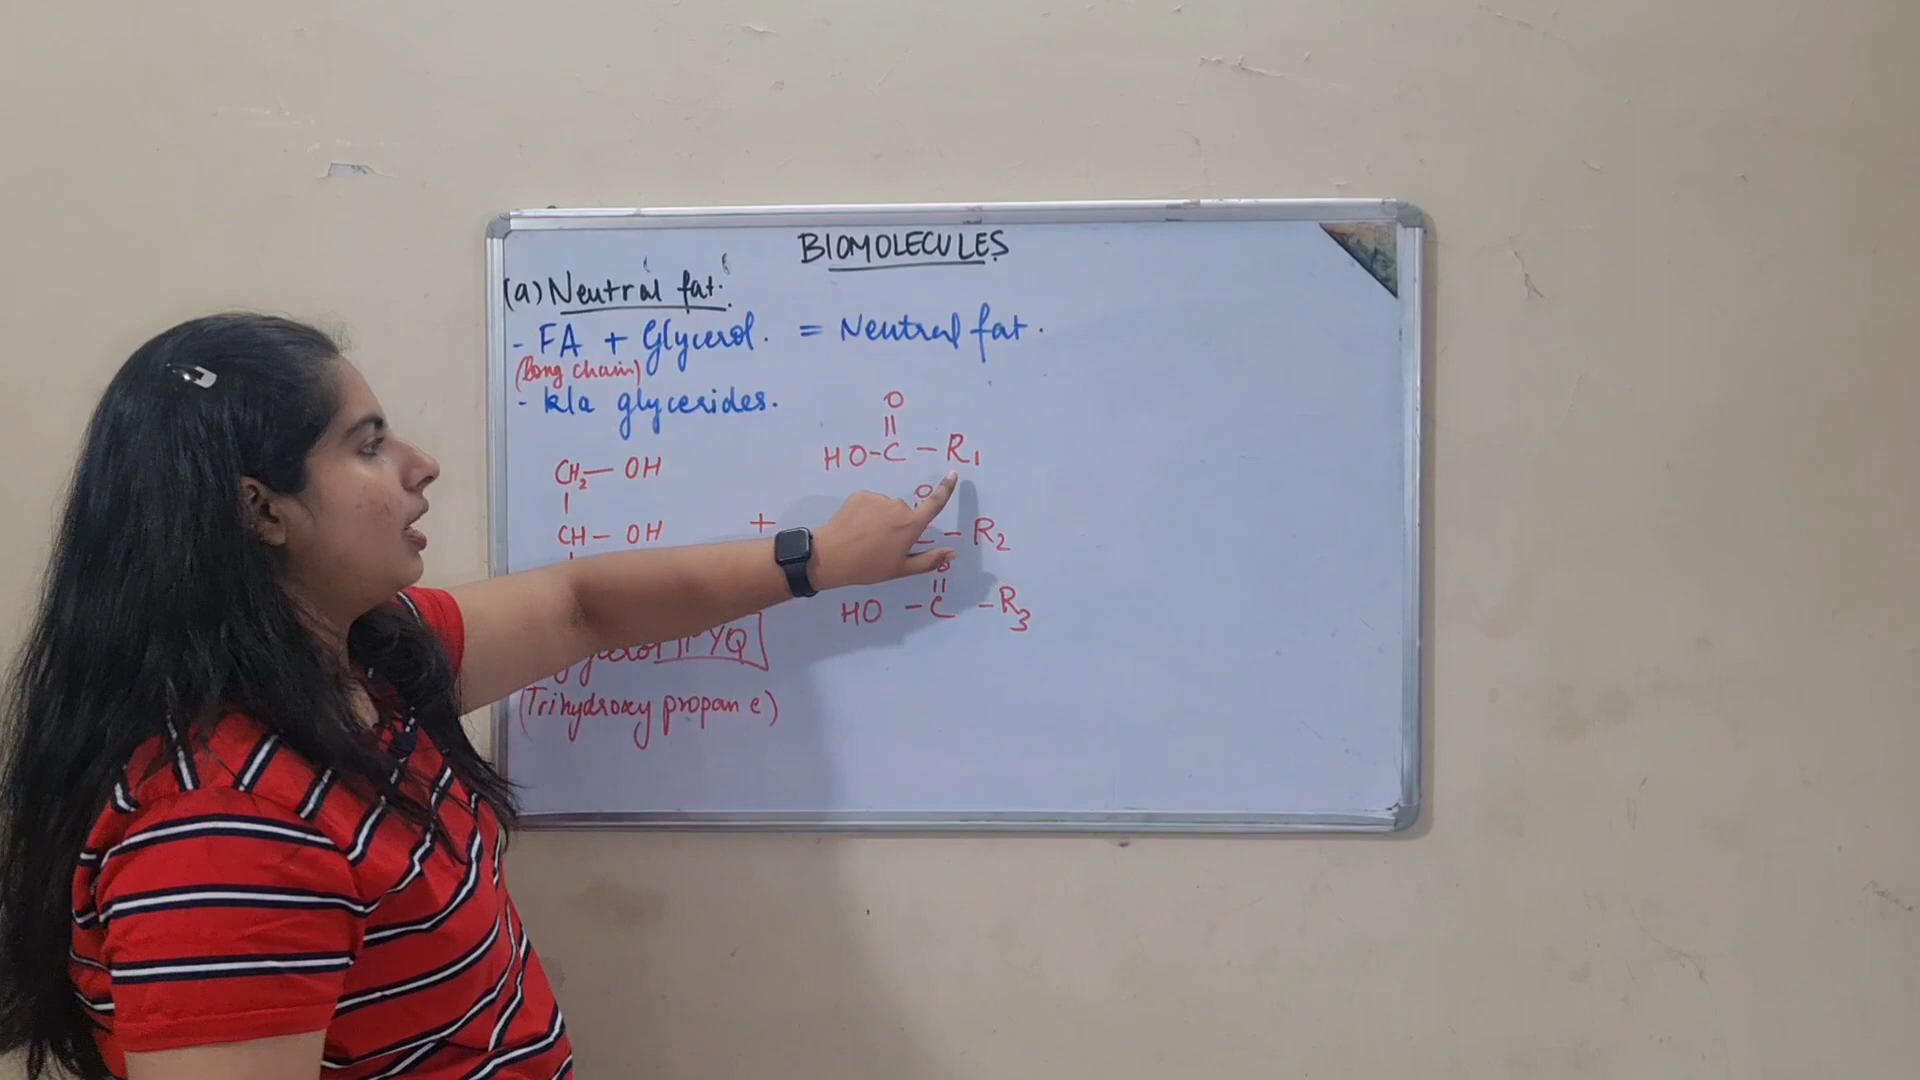 BIOMOLECULES
(a) Neutral fat.
- FA + Glycerol. = Neutral fat.
(long chain)
- k/a glycerides.
O
||
HO-C-R1
CH2-OH
|
O
CH-OH
+
C-R2
||
HO-C-R3
PYQ
(Trihydroxy propane)